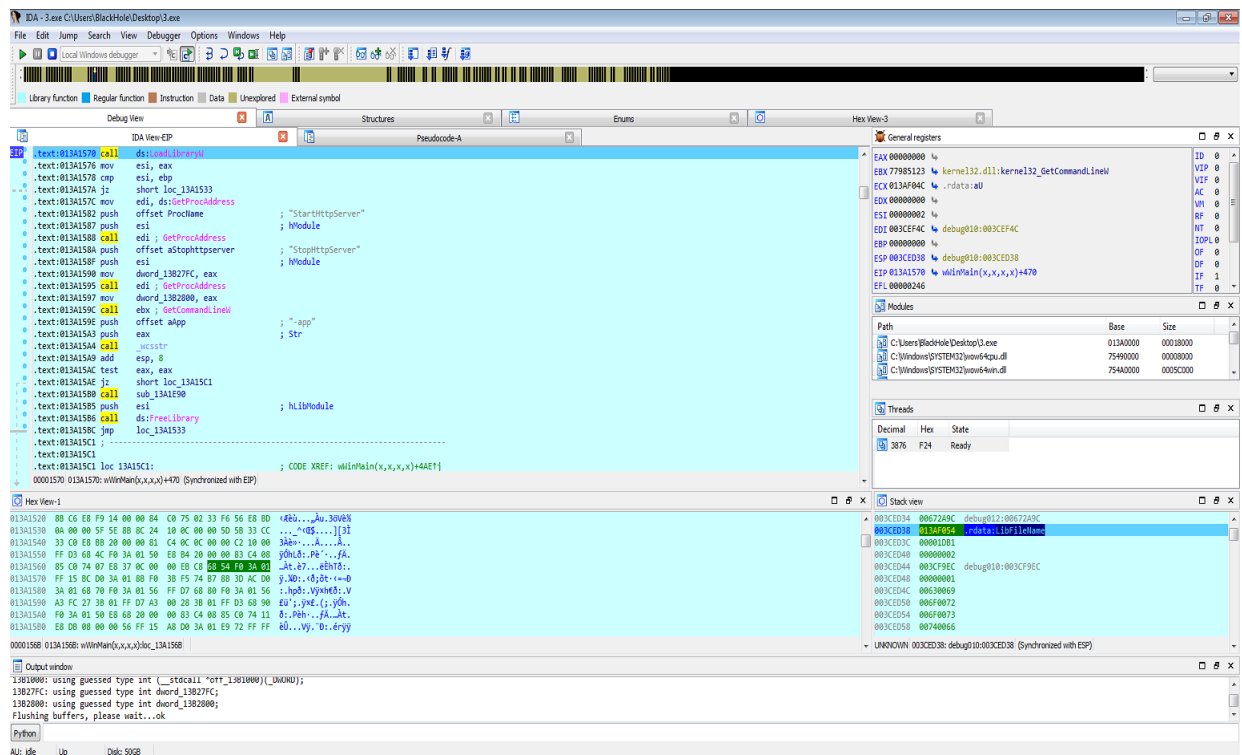 IDA - 3.exe C:\Users\BlackHole\Desktop\3.exe
File Edit Jump Search View Debugger Options Windows Help
Local Windows debugger
Library function Regular function Instruction Data Unexplored External symbol
Debug View Structures Enums Hex View-3
IDA View-EIP Pseudocode-A
EIP .text:013A1570 call ds:LoadLibraryW
.text:013A1576 mov esi, eax
.text:013A1578 cmp esi, ebp
.text:013A157A jz short loc_13A1533
.text:013A157C mov edi, ds:GetProcAddress
.text:013A1582 push offset ProcName ; "StartHttpServer"
.text:013A1587 push esi ; hModule
.text:013A1588 call edi ; GetProcAddress
.text:013A158A push offset aStophttpserver ; "StopHttpServer"
.text:013A158F push esi ; hModule
.text:013A1590 mov dword_13B27FC, eax
.text:013A1595 call edi ; GetProcAddress
.text:013A1597 mov dword_13B2800, eax
.text:013A159C call ebx ; GetCommandLineW
.text:013A159E push offset aApp ; "-app"
.text:013A15A3 push eax ; Str
.text:013A15A4 call _wcsstr
.text:013A15A9 add esp, 8
.text:013A15AC test eax, eax
.text:013A15AE jz short loc_13A15C1
.text:013A15B0 call sub_13A1E90
.text:013A15B5 push esi ; hLibModule
.text:013A15B6 call ds:FreeLibrary
.text:013A15BC jmp loc_13A1533
.text:013A15C1 ; ---------------------------------------------------------------------------
.text:013A15C1
.text:013A15C1 loc_13A15C1: ; CODE XREF: wWinMain(x,x,x,x)+4AE↑j
00001570 013A1570: wWinMain(x,x,x,x)+470 (Synchronized with EIP)
General registers
EAX 00000000
EBX 77985123 kernel32.dll:kernel32_GetCommandLineW
ECX 013AF04C .rdata:aU
EDX 00000000
ESI 00000002
EDI 003CEF4C debug010:003CEF4C
EBP 00000000
ESP 003CED38 debug010:003CED38
EIP 013A1570 wWinMain(x,x,x,x)+470
EFL 00000246
ID 0
VIP 0
VIF 0
AC 0
VM 0
RF 0
NT 0
IOPL 0
OF 0
DF 0
IF 1
TF 0
Modules
Path Base Size
C:\Users\BlackHole\Desktop\3.exe 013A0000 00018000
C:\Windows\SYSTEM32\wow64cpu.dll 75490000 00008000
C:\Windows\SYSTEM32\wow64win.dll 754A0000 0005C000
Threads
Decimal Hex State
3876 F24 Ready
Hex View-1
013A1520 8B C6 E8 F9 14 00 00 84 C0 75 02 33 F6 56 E8 BD
013A1530 0A 00 00 5F 5E 8B 8C 24 10 0C 00 00 5D 5B 33 CC
013A1540 33 C0 E8 BB 20 00 00 81 C4 0C 0C 00 00 C2 10 00
013A1550 FF D3 68 4C F0 3A 01 50 E8 B4 20 00 00 83 C4 08
013A1560 85 C0 74 07 E8 37 0C 00 00 EB C8 68 54 F0 3A 01
013A1570 FF 15 BC D0 3A 01 8B F0 3B F5 74 B7 8B 3D AC D0
013A1580 3A 01 68 70 F0 3A 01 56 FF D7 68 80 F0 3A 01 56
013A1590 A3 FC 27 3B 01 FF D7 A3 00 28 3B 01 FF D3 68 90
013A15A0 F0 3A 01 50 E8 68 20 00 00 83 C4 08 85 C0 74 11
013A15B0 E8 DB 08 00 00 56 FF 15 A8 D0 3A 01 E9 72 FF FF
0000156B 013A156B: wWinMain(x,x,x,x):loc_13A156B
Stack view
003CED34 00672A9C debug012:00672A9C
003CED38 013AF054 .rdata:LibFileName
003CED3C 00001DB1
003CED40 00000002
003CED44 003CF9EC debug010:003CF9EC
003CED48 00000001
003CED4C 00630069
003CED50 006F0072
003CED54 006F0073
003CED58 00740066
UNKNOWN 003CED38: debug010:003CED38 (Synchronized with ESP)
Output window
13B1000: using guessed type int (__stdcall *off_13B1000)(_DWORD);
13B27FC: using guessed type int dword_13B27FC;
13B2800: using guessed type int dword_13B2800;
Flushing buffers, please wait...ok
Python
AU: idle Up Disk: 50GB